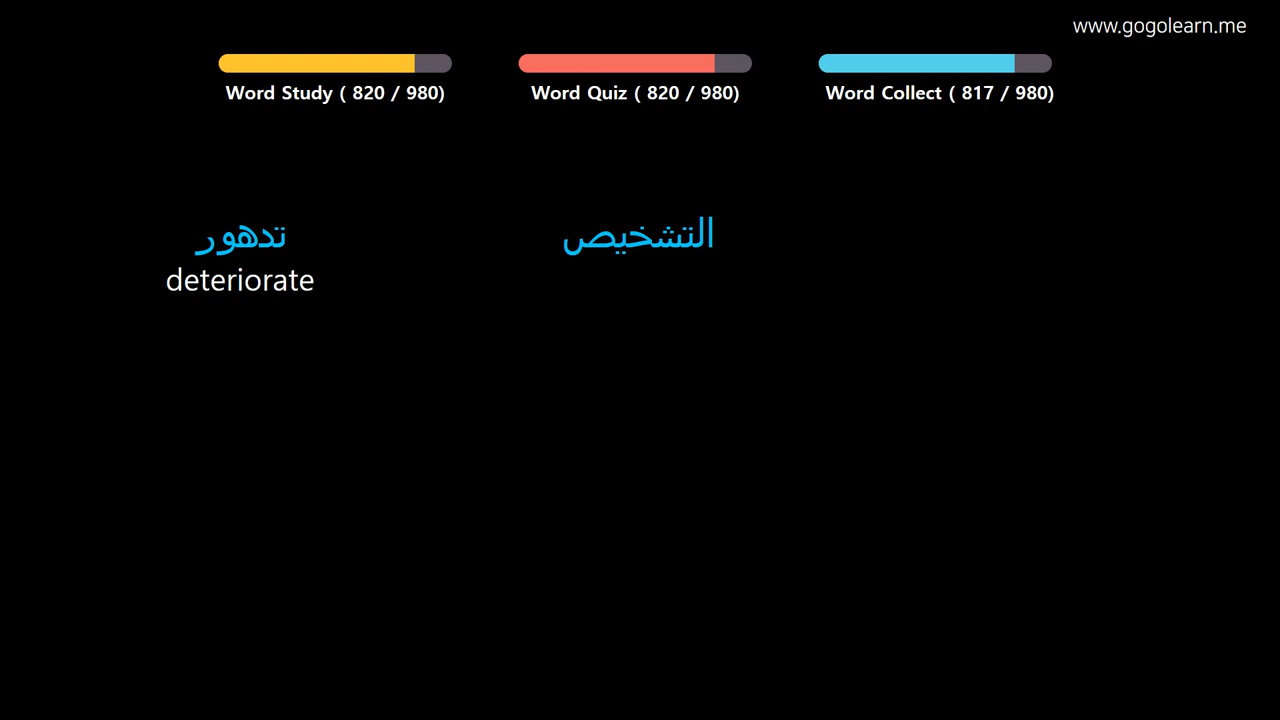 www.gogolearn.me
Word Study ( 820 / 980)
Word Quiz ( 820 / 980)
Word Collect ( 817 / 980)
تدهور
deteriorate
التشخيص